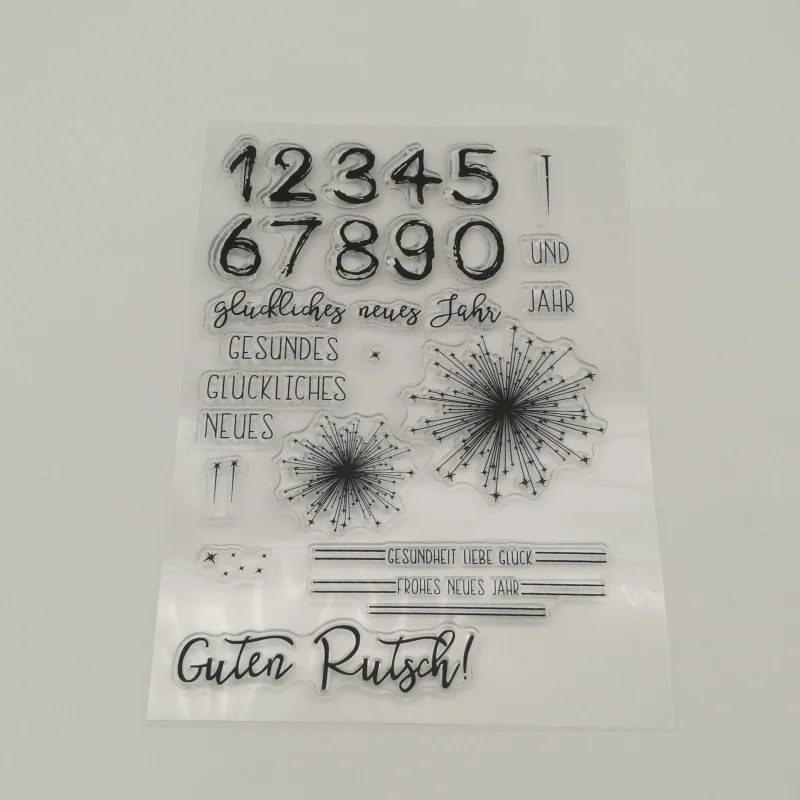 12345
67890
UND
JAHR
glückliches neues Jahr
GESUNDES
GLÜCKLICHES
NEUES
GESUNDHEIT LIEBE GLÜCK
FROHES NEUES JAHR
Guten Rutsch!